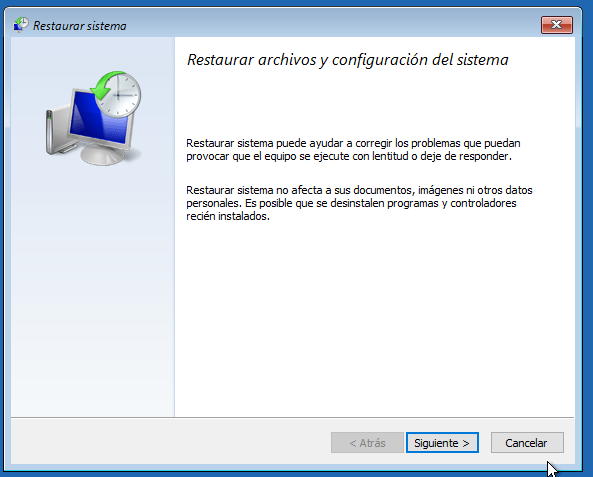 Restaurar sistema
Restaurar archivos y configuración del sistema
Restaurar sistema puede ayudar a corregir los problemas que puedan
provocar que el equipo se ejecute con lentitud o deje de responder.
Restaurar sistema no afecta a sus documentos, imágenes ni otros datos
personales. Es posible que se desinstalen programas y controladores
recién instalados.
< Atrás
Siguiente >
Cancelar